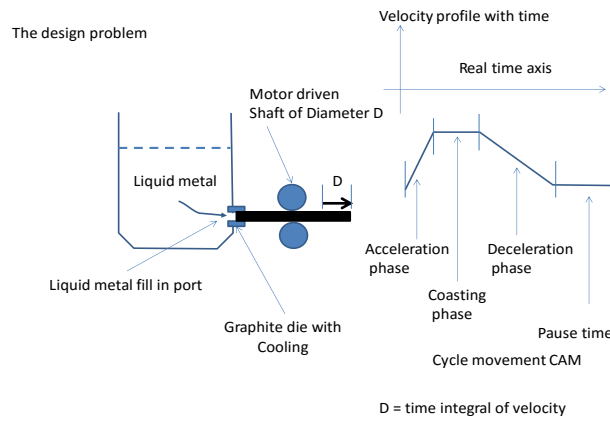 The design problem
Velocity profile with time
Real time axis
Motor driven
Shaft of Diameter D
Liquid metal
D
Liquid metal fill in port
Graphite die with
Cooling
Acceleration
phase
Deceleration
phase
Coasting
phase
Pause time
Cycle movement CAM
D = time integral of velocity